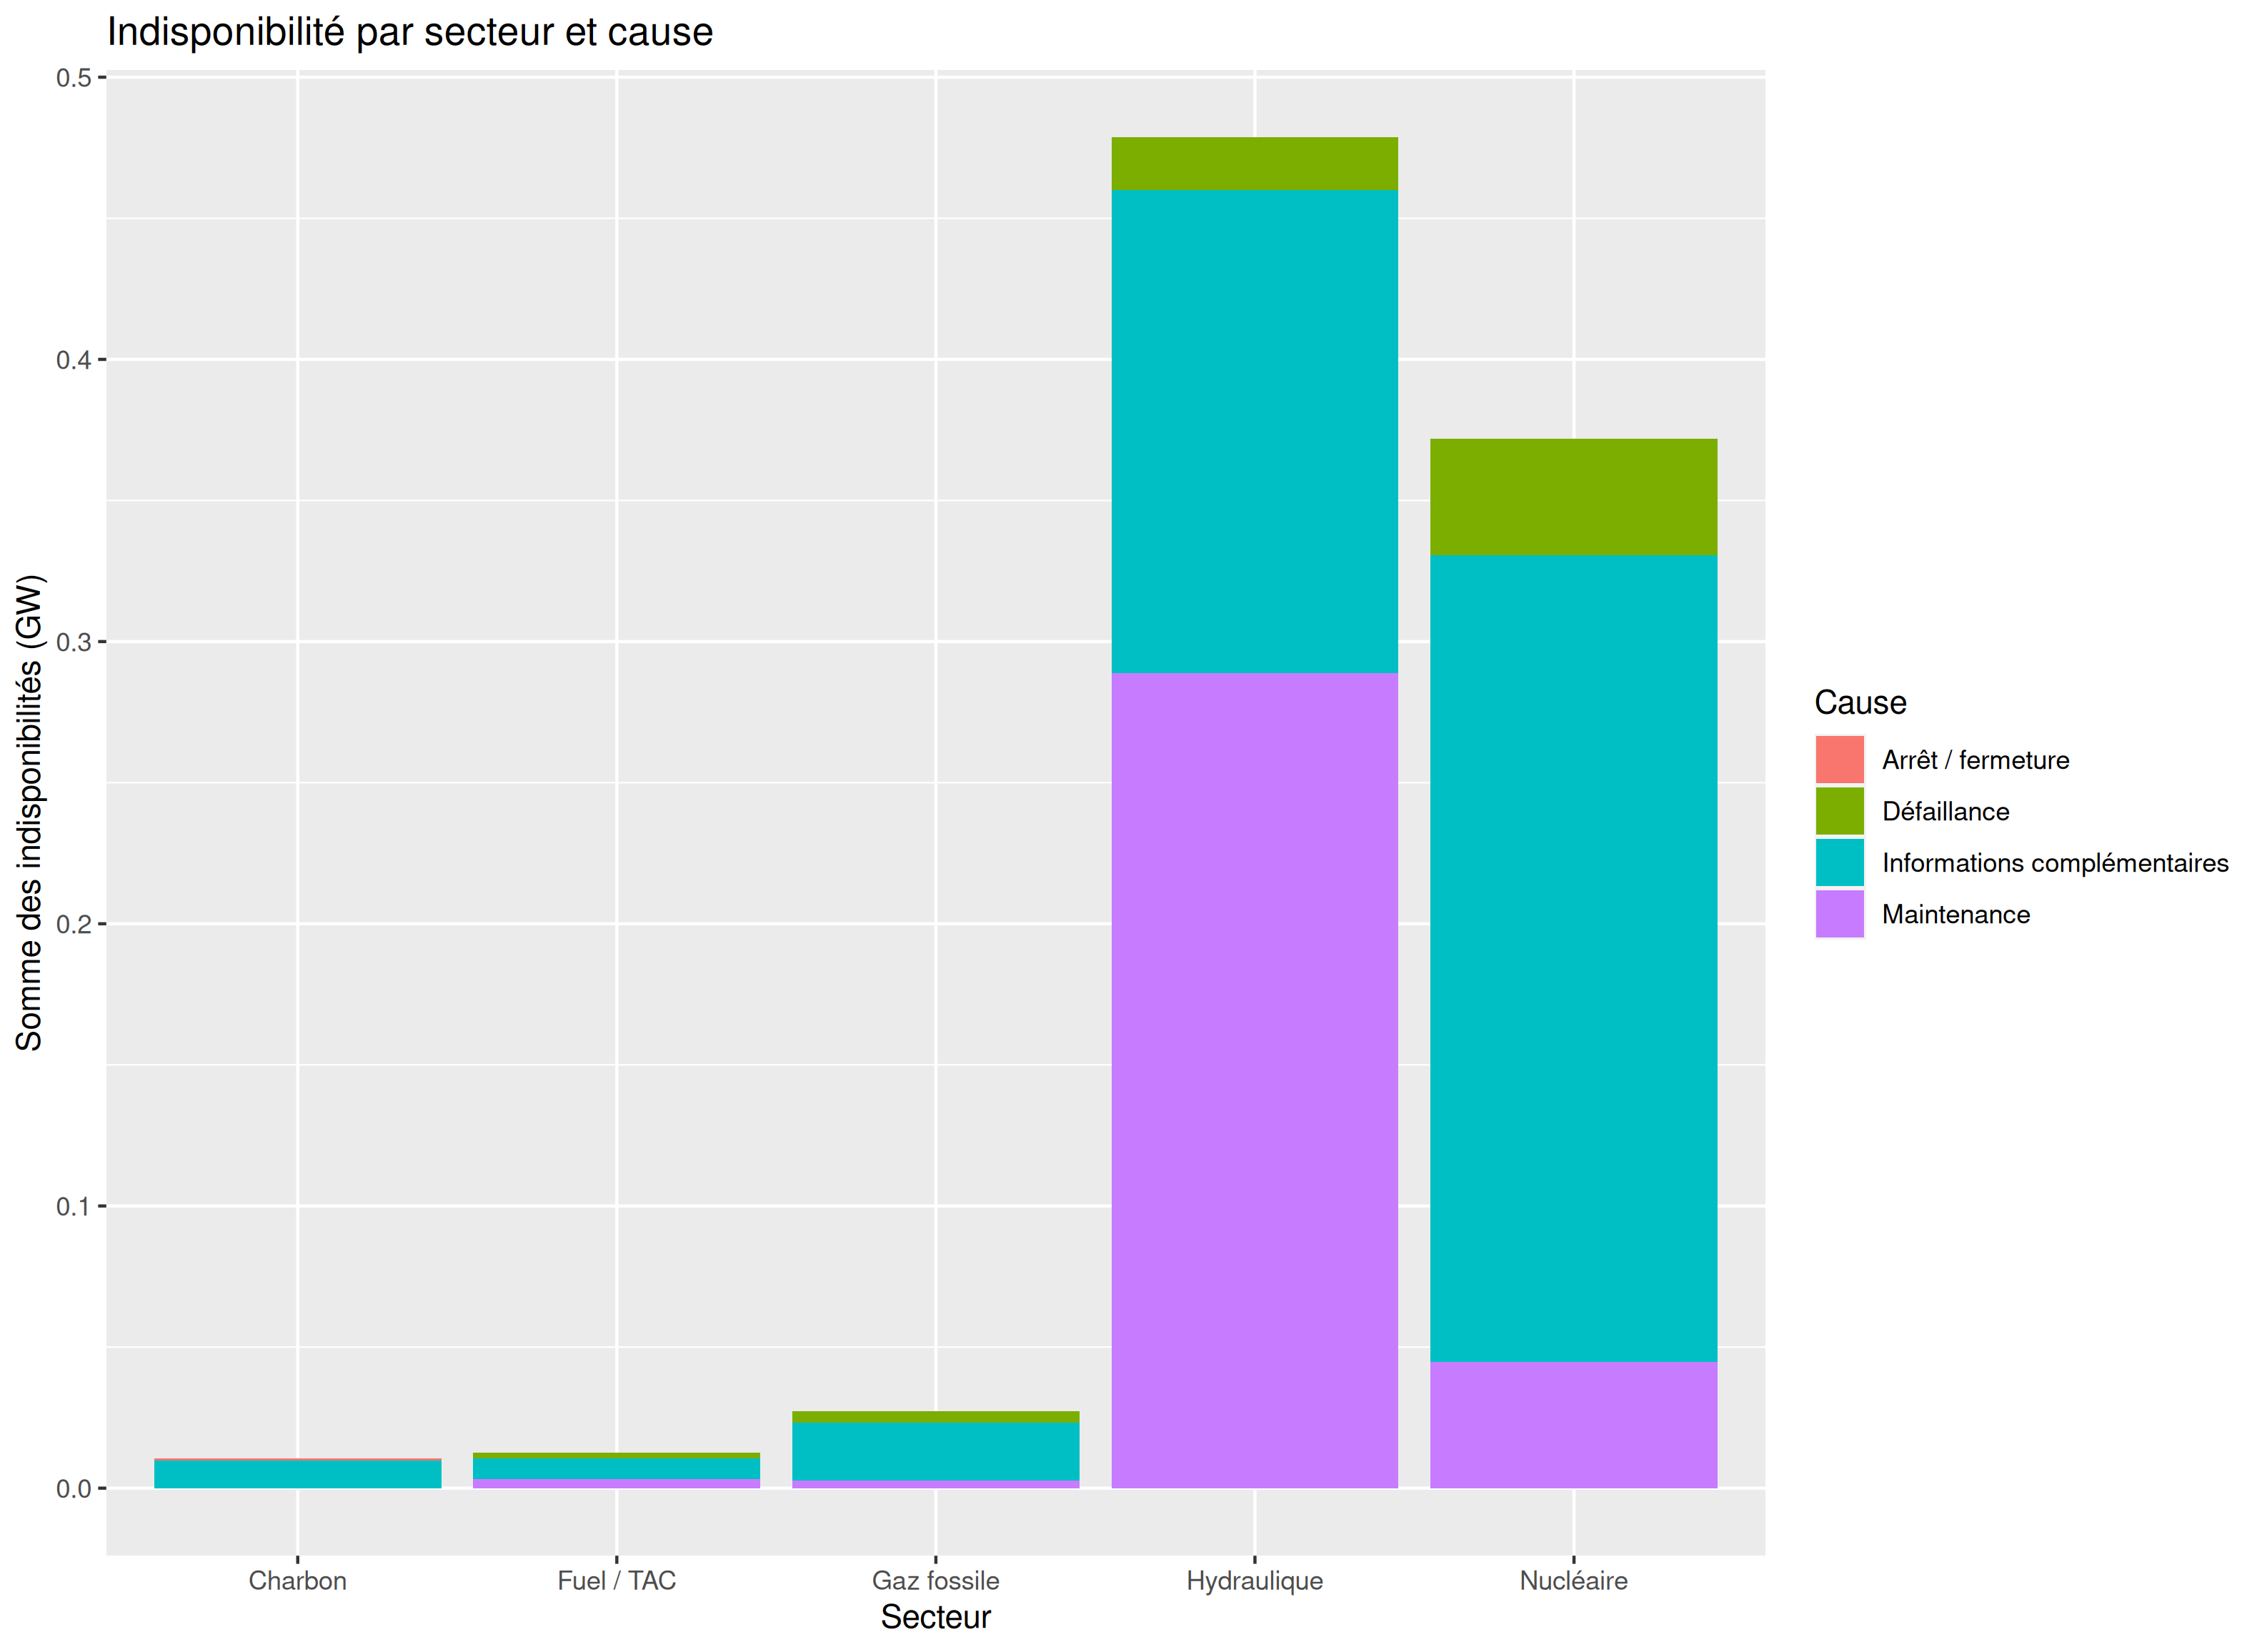 Indisponibilité par secteur et cause
Somme des indisponibilités (GW)
0.5
0.4
0.3
0.2
0.1
0.0
Charbon
Fuel / TAC
Gaz fossile
Hydraulique
Nucléaire
Secteur
Cause
Arrêt / fermeture
Défaillance
Informations complémentaires
Maintenance